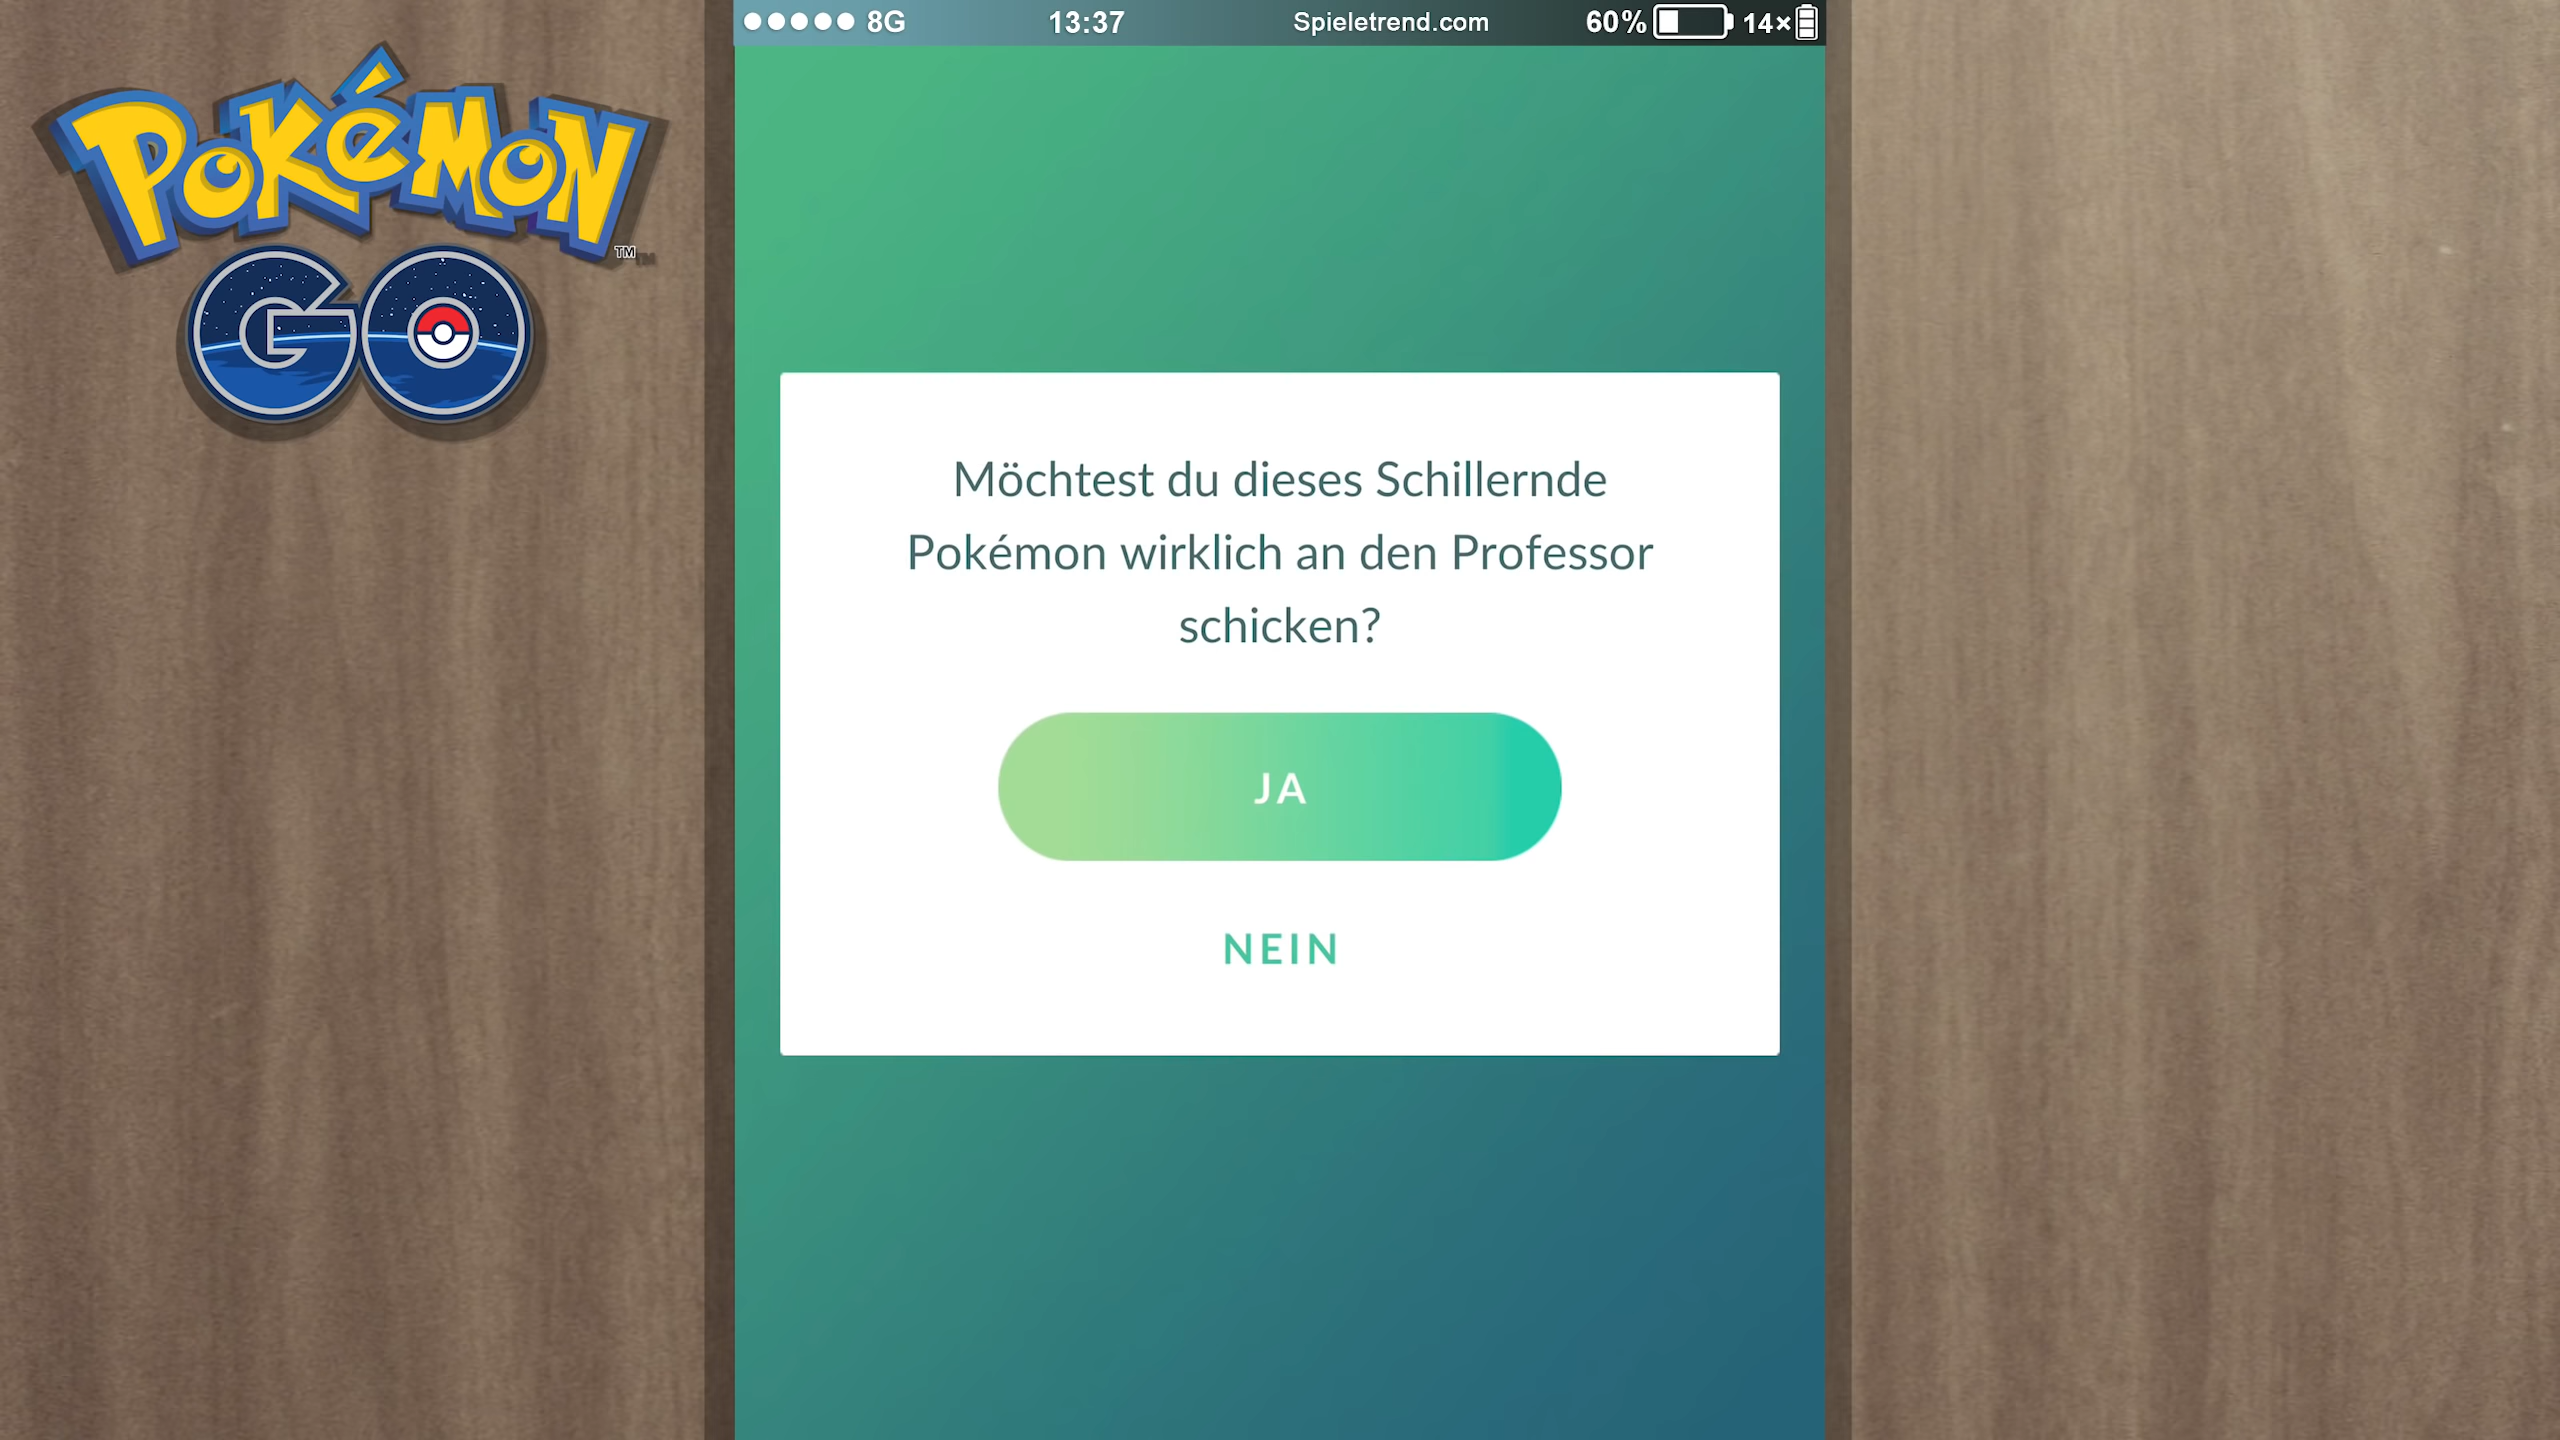 8G 13:37 Spieletrend.com 60% 14×
POKéMON
TM
GO
Möchtest du dieses Schillernde
Pokémon wirklich an den Professor
schicken?
JA
NEIN